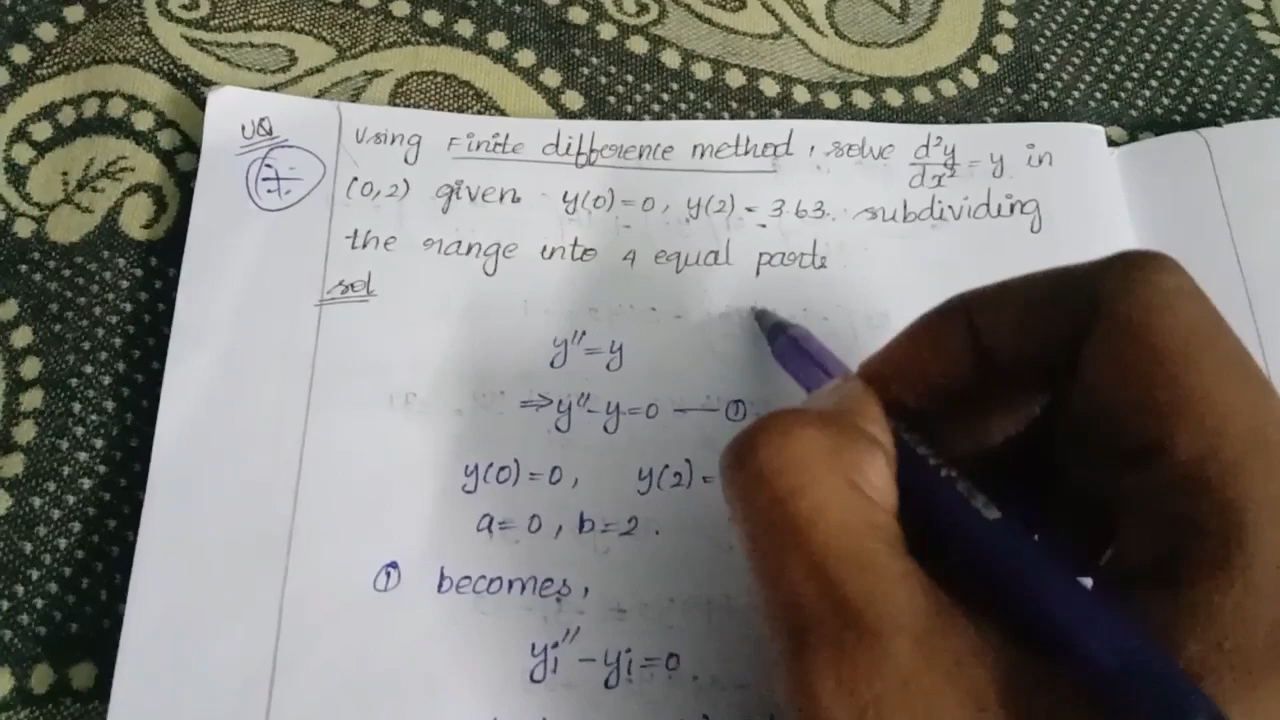 UQ
7
Using Finite difference method, solve d²y/dx² = y in
(0,2) given y(0)=0, y(2)=3.63. subdividing
the range into 4 equal parts.
sol
y''=y
⇒y''-y=0 — ①
y(0)=0, y(2)=
a=0, b=2.
① becomes,
yi''-yi=0.